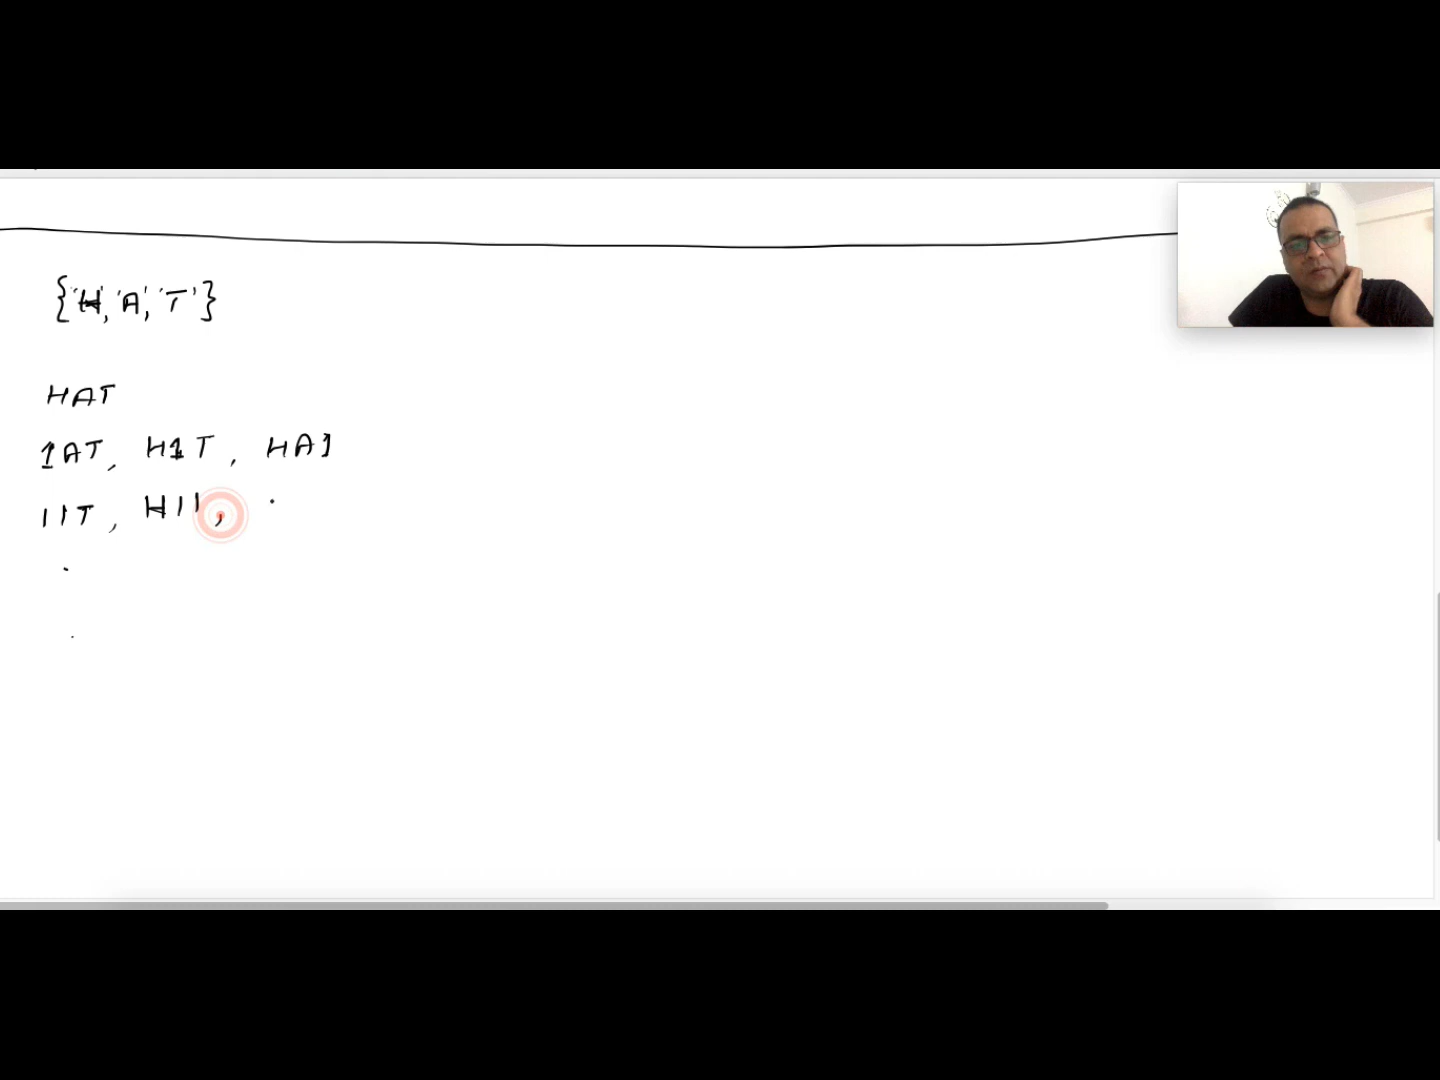 {'H', 'A', 'T'}
HAT
1AT, H1T, HA1
11T, H11, .
.
.